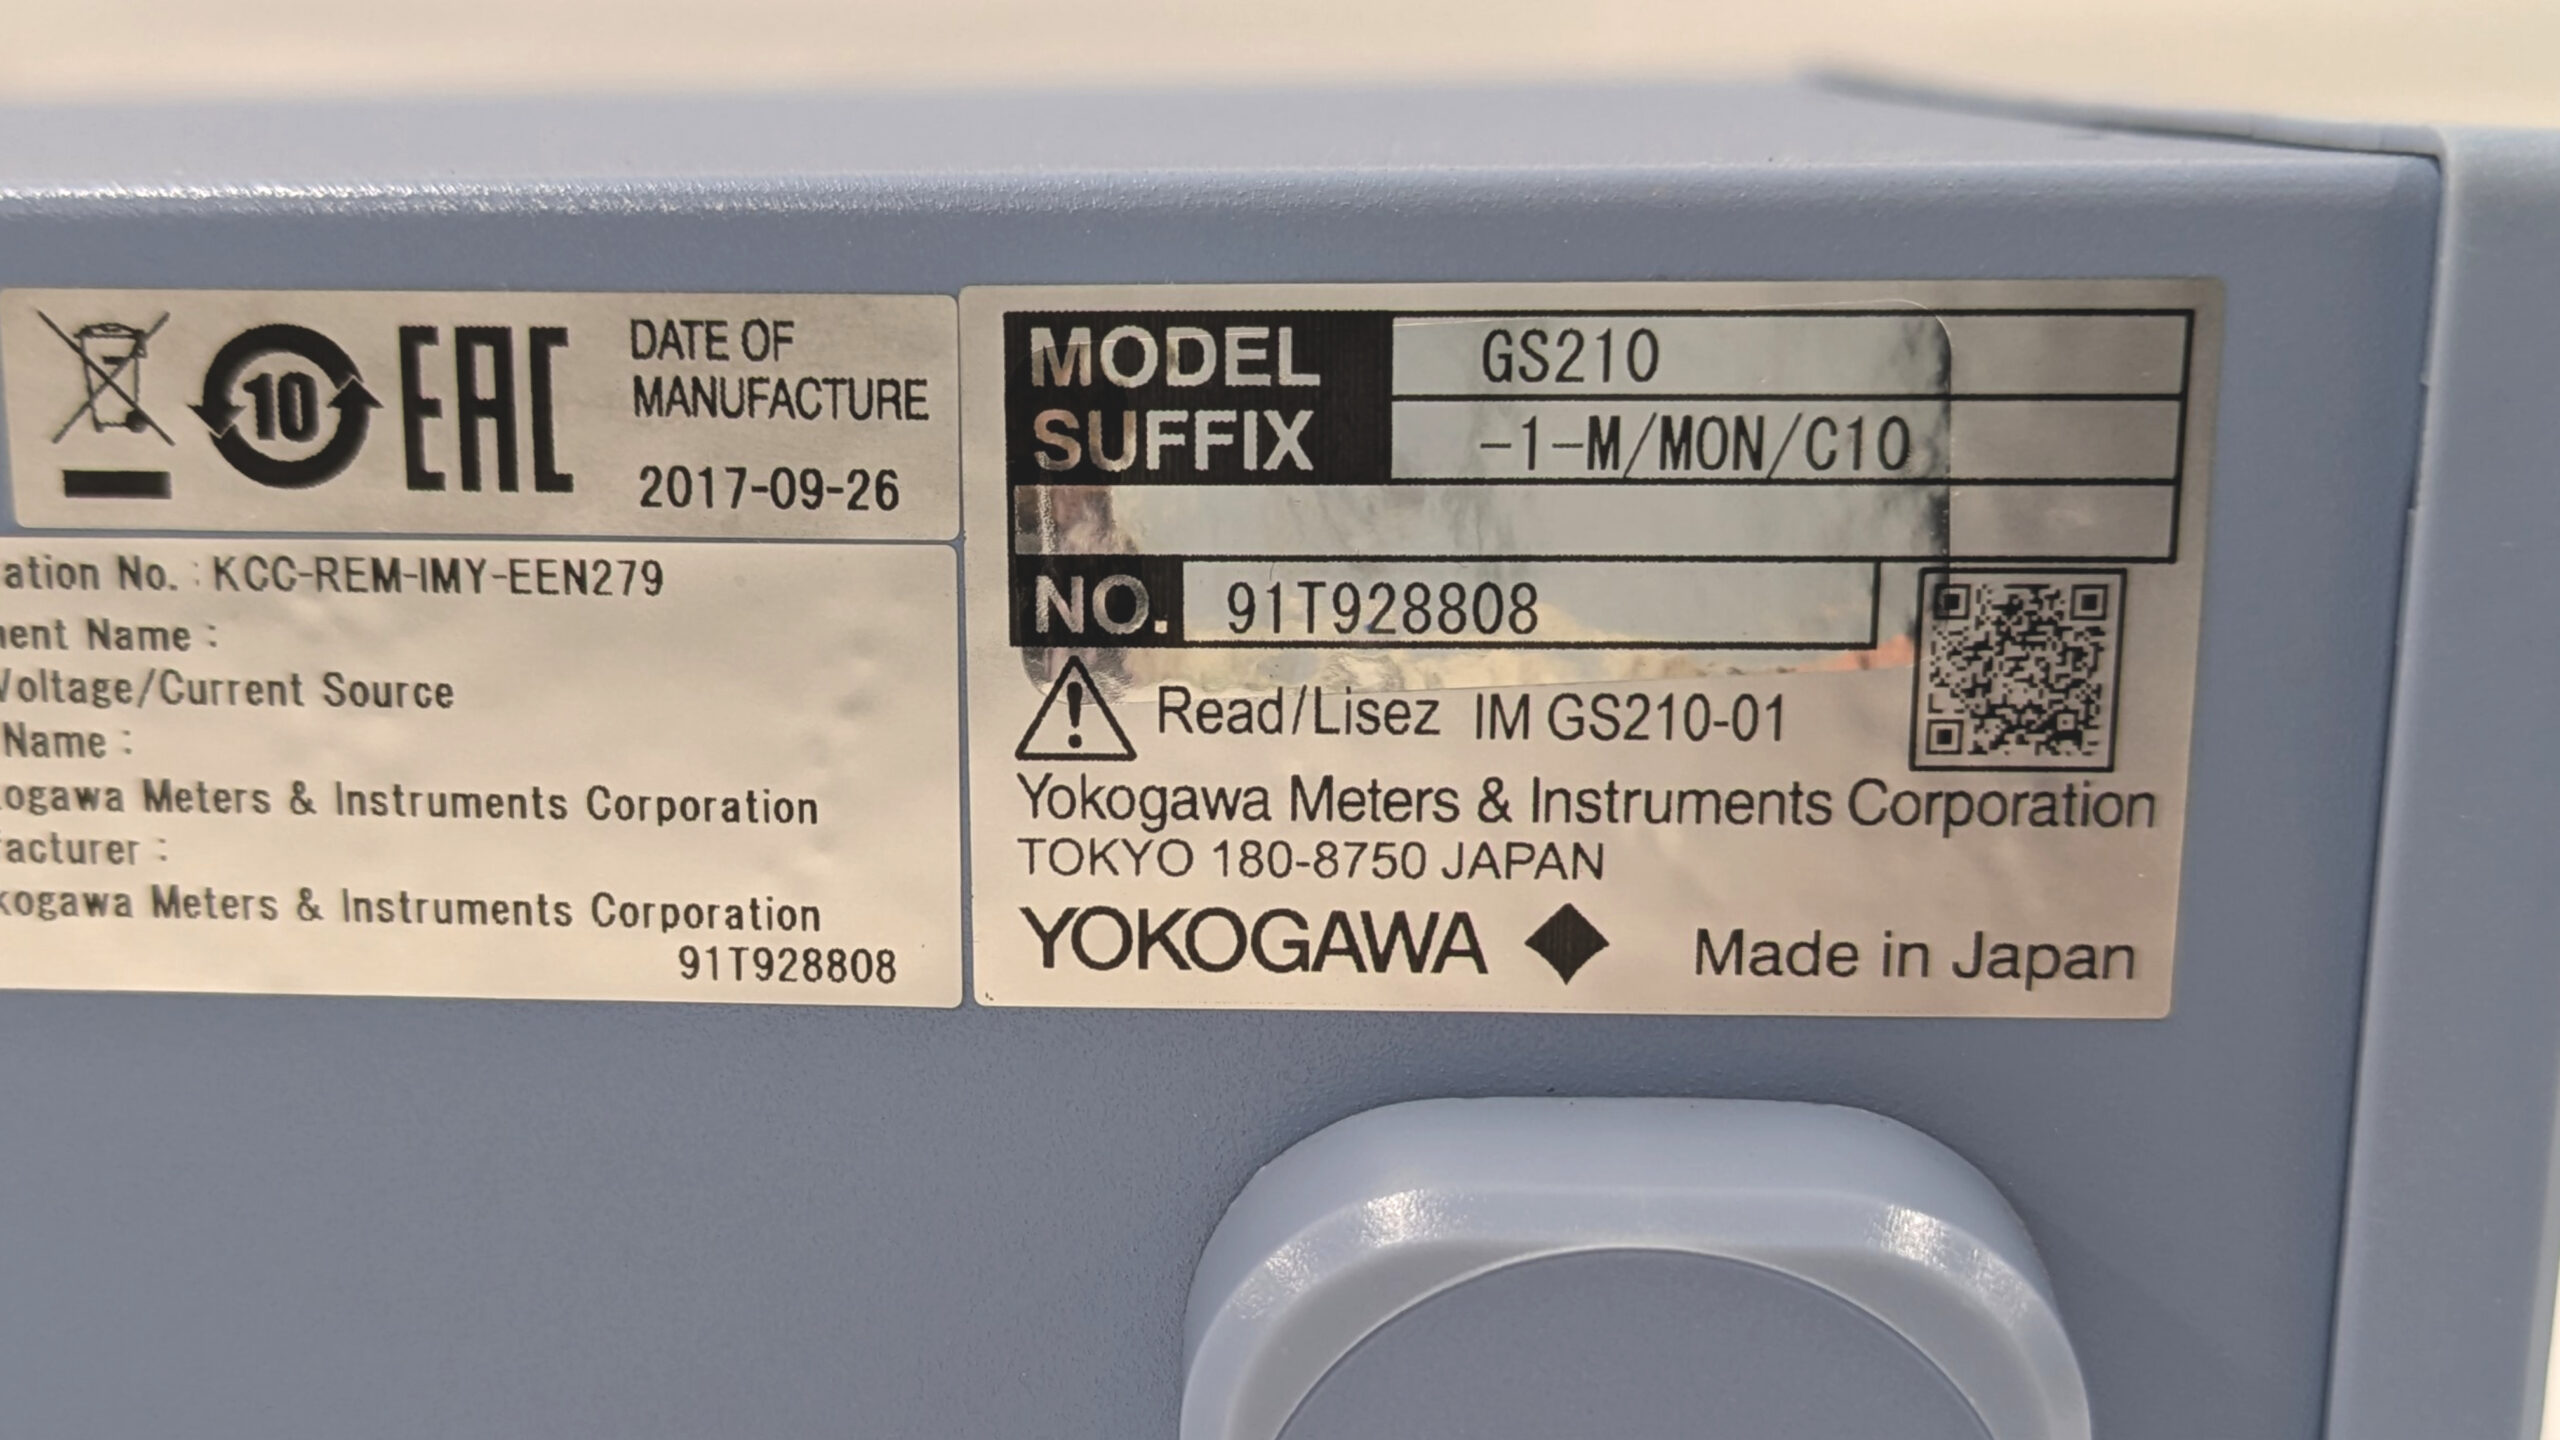 10
EAC
DATE OF
MANUFACTURE
2017-09-26
ation No. : KCC-REM-IMY-EEN279
ent Name :
Voltage/Current Source
Name :
ogawa Meters & Instruments Corporation
acturer :
kogawa Meters & Instruments Corporation
91T928808
MODEL GS210
SUFFIX -1-M/MON/C10
NO. 91T928808
Read/Lisez IM GS210-01
Yokogawa Meters & Instruments Corporation
TOKYO 180-8750 JAPAN
YOKOGAWA Made in Japan